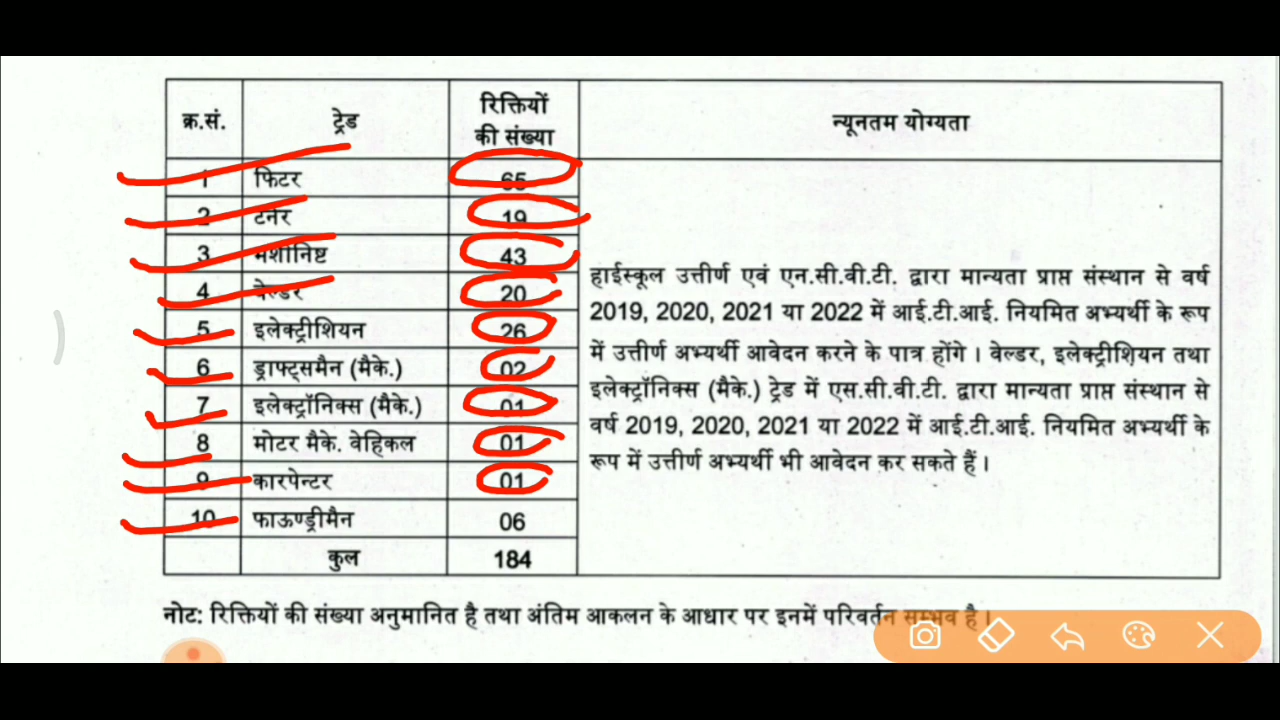 क्र.सं. ट्रेड रिक्तियों की संख्या न्यूनतम योग्यता
1 फिटर 65
2 टर्नर 19
3 मशीनिष्ट 43
4 वेल्डर 20
5 इलेक्ट्रीशियन 26
6 ड्राफ्ट्समैन (मैके.) 02
7 इलेक्ट्रॉनिक्स (मैके.) 01
8 मोटर मैके. वेहिकल 01
9 कारपेन्टर 01
10 फाऊण्ड्रीमैन 06
कुल 184
हाईस्कूल उत्तीर्ण एवं एन.सी.वी.टी. द्वारा मान्यता प्राप्त संस्थान से वर्ष
2019, 2020, 2021 या 2022 में आई.टी.आई. नियमित अभ्यर्थी के रूप
में उत्तीर्ण अभ्यर्थी आवेदन करने के पात्र होंगे। वेल्डर, इलेक्ट्रीशियन तथा
इलेक्ट्रॉनिक्स (मैके.) ट्रेड में एस.सी.वी.टी. द्वारा मान्यता प्राप्त संस्थान से
वर्ष 2019, 2020, 2021 या 2022 में आई.टी.आई. नियमित अभ्यर्थी के
रूप में उत्तीर्ण अभ्यर्थी भी आवेदन कर सकते हैं।
नोट: रिक्तियों की संख्या अनुमानित है तथा अंतिम आकलन के आधार पर इनमें परिवर्तन सम्भव है।